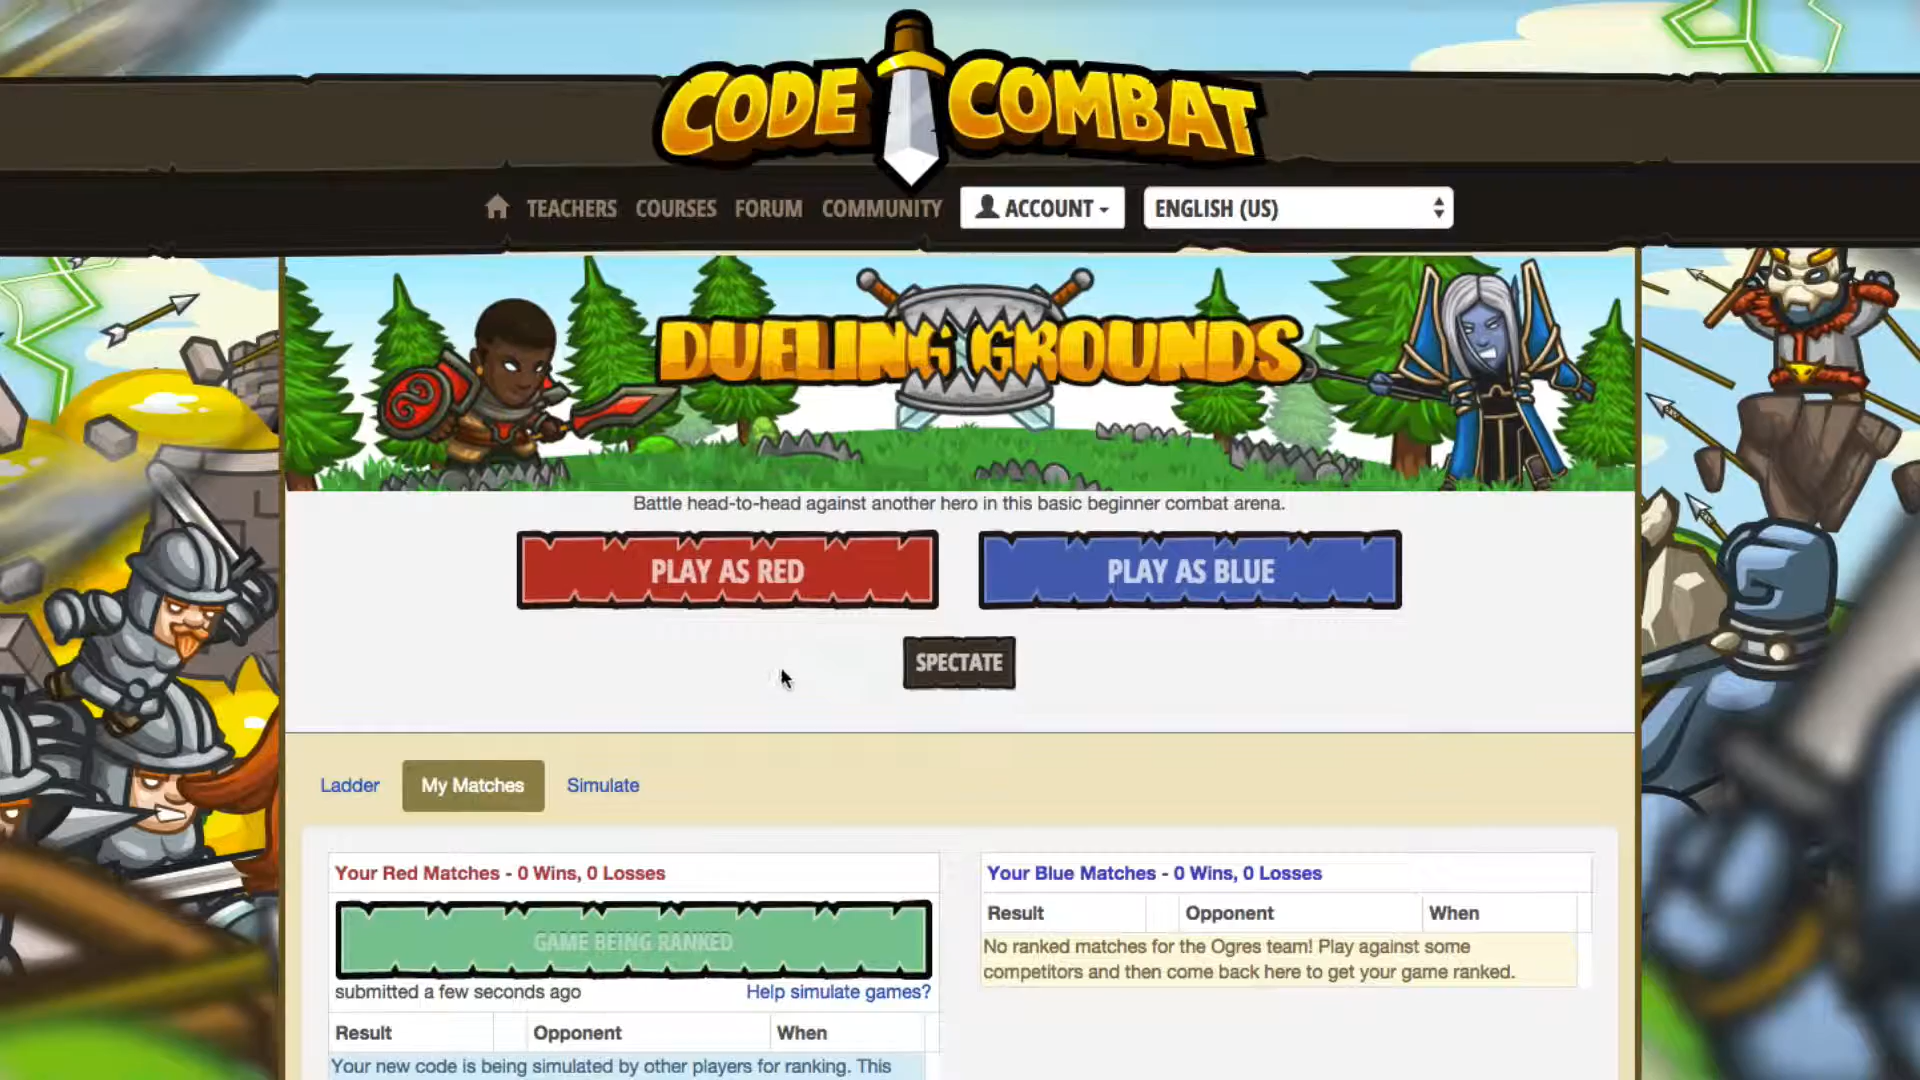 CODE COMBAT
TEACHERS COURSES FORUM COMMUNITY ACCOUNT ENGLISH (US)
DUELING GROUNDS
Battle head-to-head against another hero in this basic beginner combat arena.
PLAY AS RED
PLAY AS BLUE
SPECTATE
Ladder My Matches Simulate
Your Red Matches - 0 Wins, 0 Losses
GAME BEING RANKED
submitted a few seconds ago Help simulate games?
Result Opponent When
Your new code is being simulated by other players for ranking. This
Your Blue Matches - 0 Wins, 0 Losses
Result Opponent When
No ranked matches for the Ogres team! Play against some
competitors and then come back here to get your game ranked.